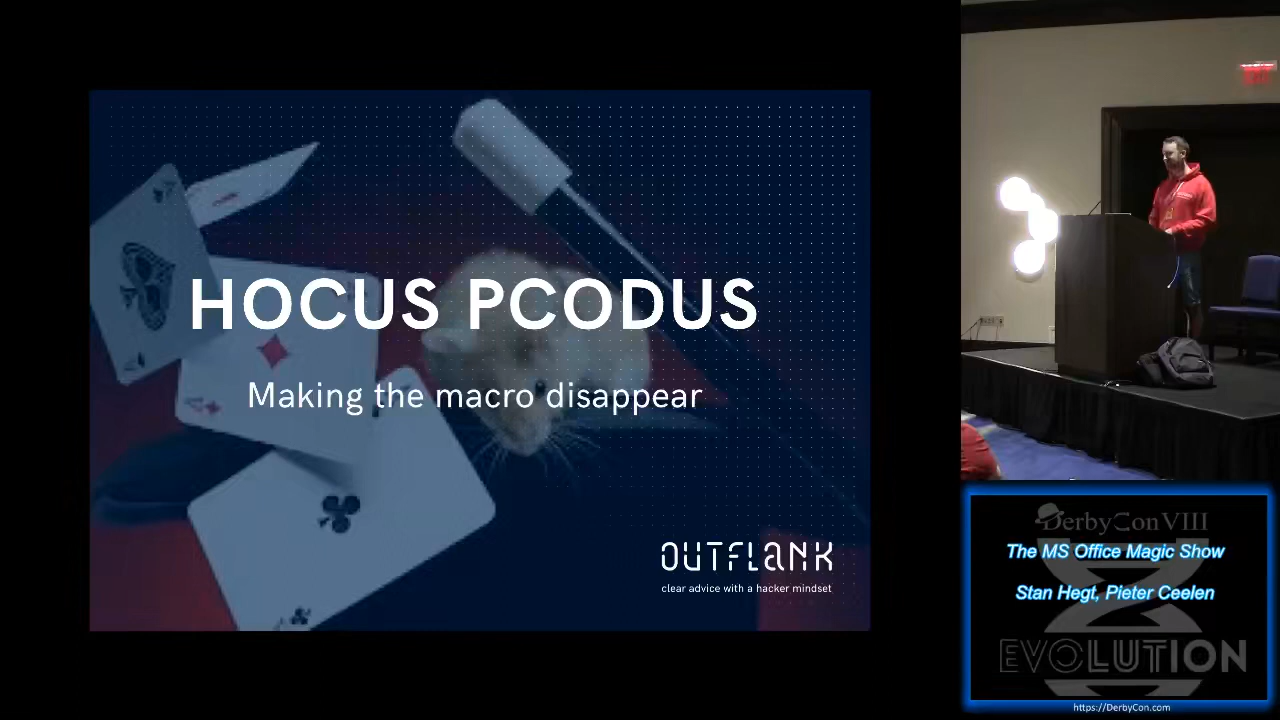 HOCUS PCODUS
Making the macro disappear
OUTFLANK
clear advice with a hacker mindset
EXIT
DerbyCon VIII
The MS Office Magic Show
Stan Hegt, Pieter Ceelen
EVOLUTION
https://DerbyCon.com